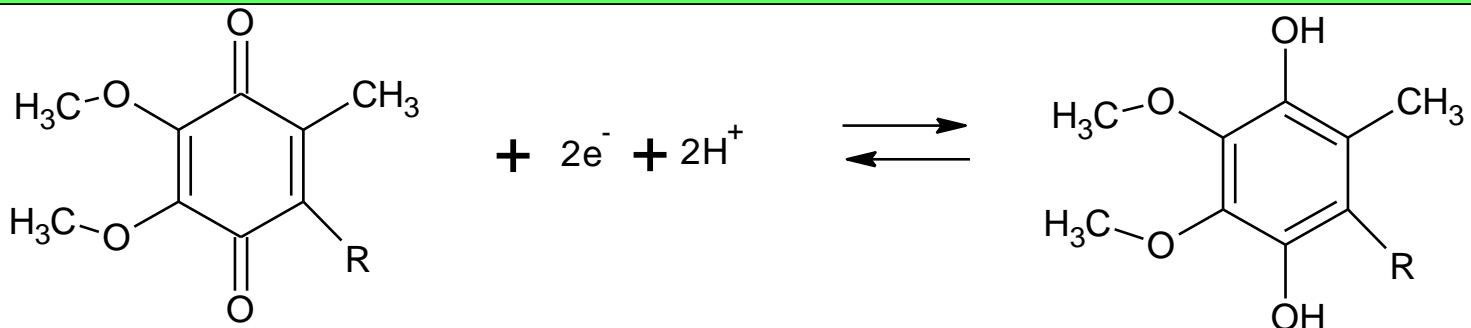 O
H₃C O
CH₃
H₃C O
R
O
+ 2e⁻ + 2H⁺
OH
H₃C O
CH₃
H₃C O
R
OH